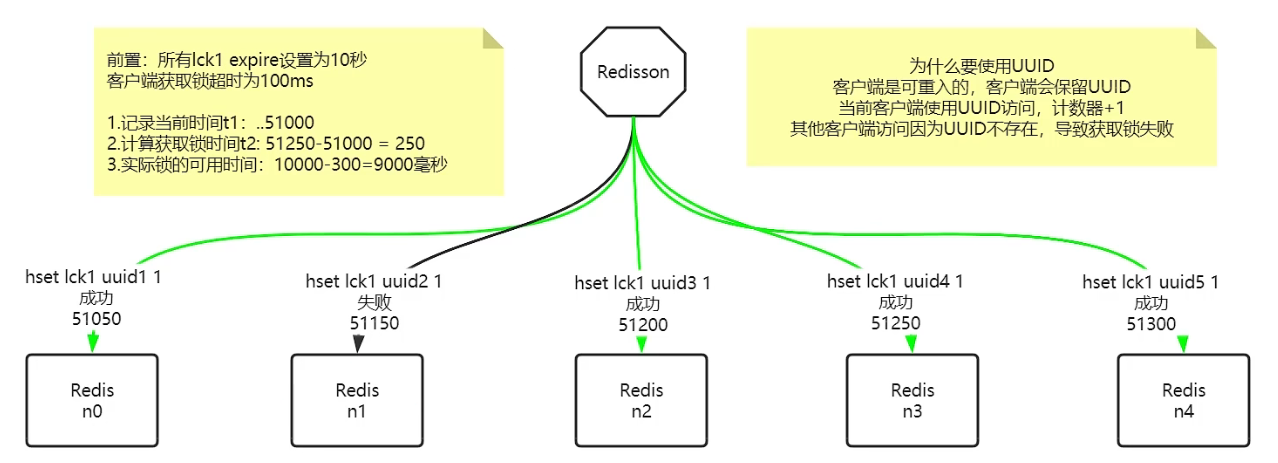 前置：所有lck1 expire设置为10秒
客户端获取锁超时为100ms
1.记录当前时间t1：..51000
2.计算获取锁时间t2: 51250-51000 = 250
3.实际锁的可用时间：10000-300=9000毫秒
Redisson
为什么要使用UUID
客户端是可重入的，客户端会保留UUID
当前客户端使用UUID访问，计数器+1
其他客户端访问因为UUID不存在，导致获取锁失败
hset lck1 uuid1 1
成功
51050
hset lck1 uuid2 1
失败
51150
hset lck1 uuid3 1
成功
51200
hset lck1 uuid4 1
成功
51250
hset lck1 uuid5 1
成功
51300
Redis
n0
Redis
n1
Redis
n2
Redis
n3
Redis
n4